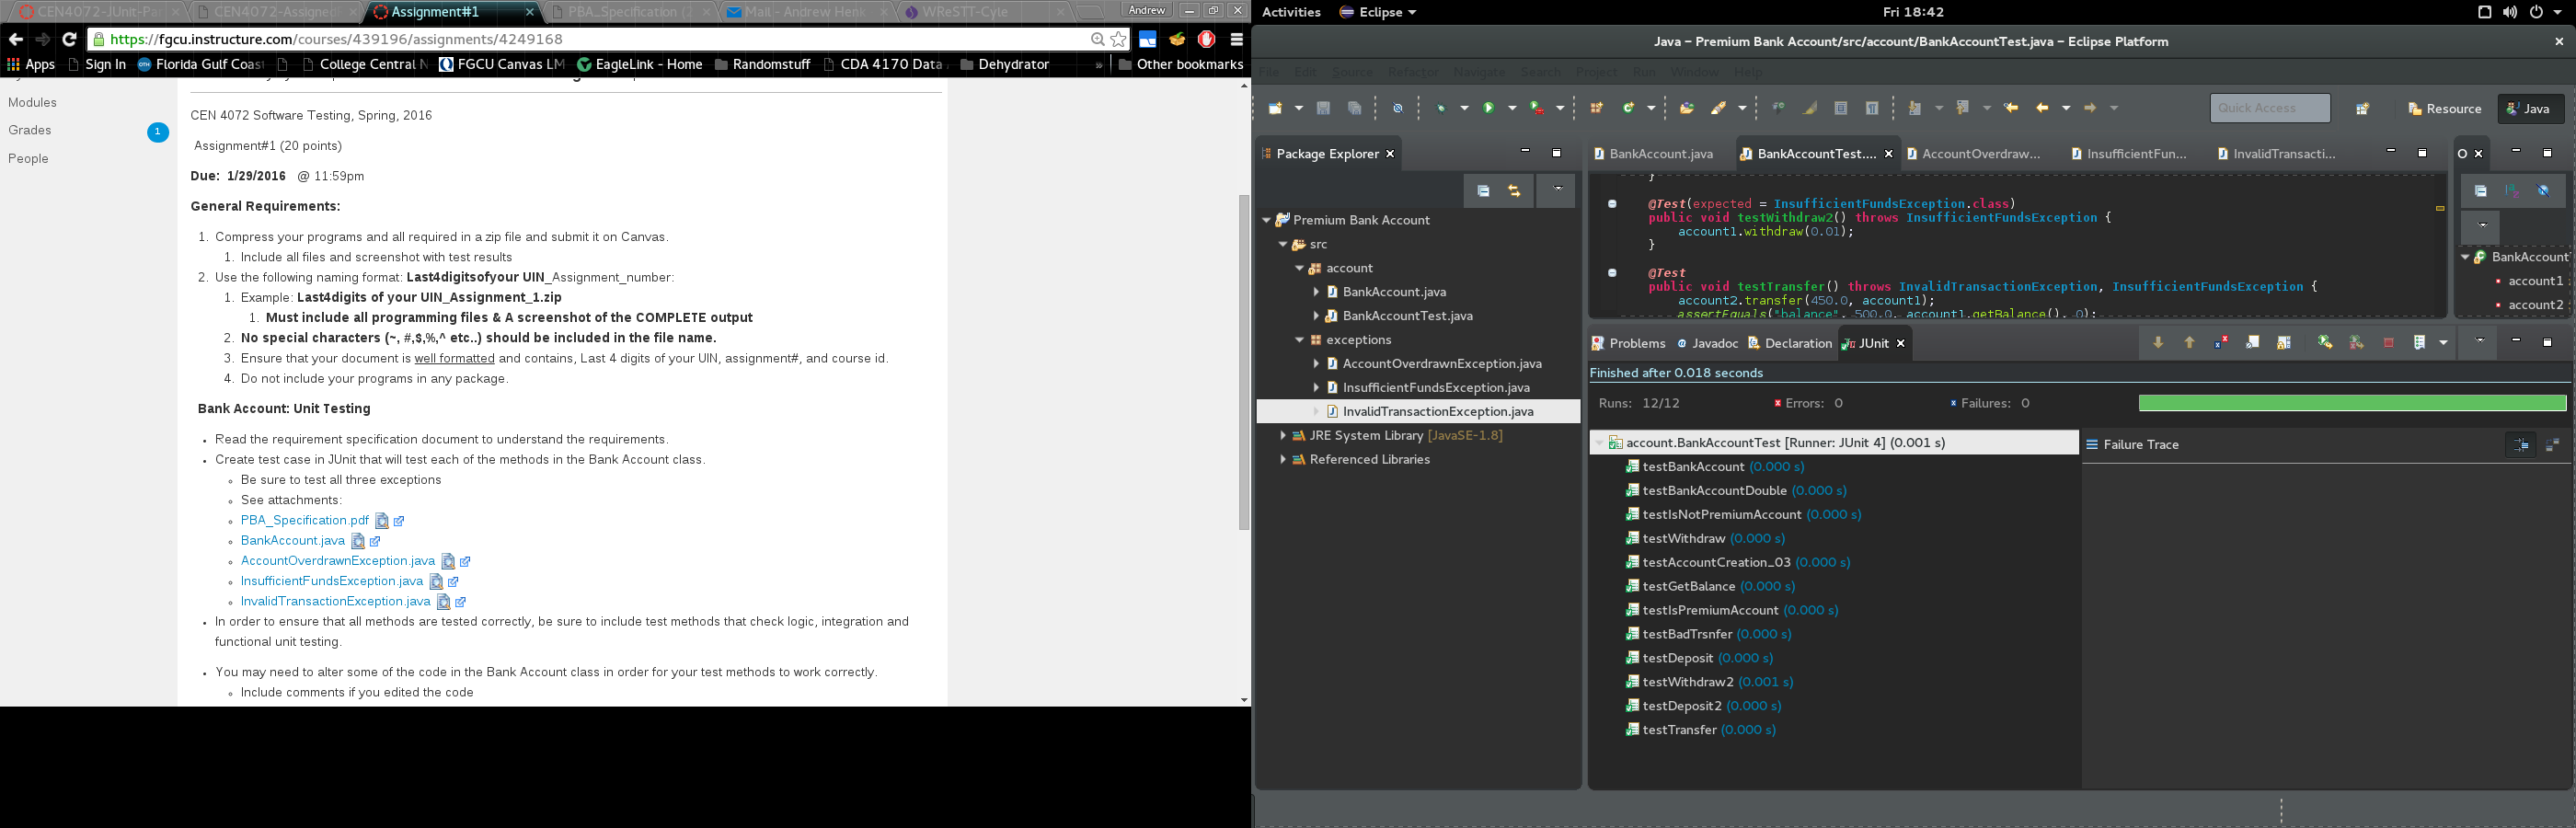 CEN4072-JUnit-Pa
CEN4072-Assigned
Assignment#1
PBA_Specification (2
Mail - Andrew Henk
WReSTT-Cyle
Andrew
https://fgcu.instructure.com/courses/439196/assignments/4249168
Apps
Sign In
Florida Gulf Coas
College Central N
FGCU Canvas LM
EagleLink - Home
Randomstuff
CDA 4170 Data
Dehydrator
»
Other bookmarks
Modules
Grades
1
People
CEN 4072 Software Testing, Spring, 2016
Assignment#1 (20 points)
Due: 1/29/2016 @ 11:59pm
General Requirements:
1. Compress your programs and all required in a zip file and submit it on Canvas.
1. Include all files and screenshot with test results
2. Use the following naming format: Last4digitsofyour UIN_Assignment_number:
1. Example: Last4digits of your UIN_Assignment_1.zip
1. Must include all programming files & A screenshot of the COMPLETE output
2. No special characters (~, #,$,%,^ etc..) should be included in the file name.
3. Ensure that your document is well formatted and contains, Last 4 digits of your UIN, assignment#, and course id.
4. Do not include your programs in any package.
Bank Account: Unit Testing
• Read the requirement specification document to understand the requirements.
• Create test case in JUnit that will test each of the methods in the Bank Account class.
◦ Be sure to test all three exceptions
◦ See attachments:
◦ PBA_Specification.pdf
◦ BankAccount.java
◦ AccountOverdrawnException.java
◦ InsufficientFundsException.java
◦ InvalidTransactionException.java
• In order to ensure that all methods are tested correctly, be sure to include test methods that check logic, integration and
functional unit testing.
• You may need to alter some of the code in the Bank Account class in order for your test methods to work correctly.
◦ Include comments if you edited the code
Activities
Eclipse
Fri 18:42
Java - Premium Bank Account/src/account/BankAccountTest.java - Eclipse Platform
File Edit Source Refactor Navigate Search Project Run Window Help
Quick Access
Resource
Java
Package Explorer
Premium Bank Account
src
account
BankAccount.java
BankAccountTest.java
exceptions
AccountOverdrawnException.java
InsufficientFundsException.java
InvalidTransactionException.java
JRE System Library [JavaSE-1.8]
Referenced Libraries
BankAccount.java
BankAccountTest....
AccountOverdraw...
InsufficientFun...
InvalidTransacti...
}
@Test(expected = InsufficientFundsException.class)
public void testWithdraw2() throws InsufficientFundsException {
account1.withdraw(0.01);
}
@Test
public void testTransfer() throws InvalidTransactionException, InsufficientFundsException {
account2.transfer(450.0, account1);
assertEquals("balance", 500.0, account1.getBalance(), 0);
O
BankAccount
account1
account2
Problems
Javadoc
Declaration
JUnit
Finished after 0.018 seconds
Runs: 12/12
Errors: 0
Failures: 0
account.BankAccountTest [Runner: JUnit 4] (0.001 s)
testBankAccount (0.000 s)
testBankAccountDouble (0.000 s)
testIsNotPremiumAccount (0.000 s)
testWithdraw (0.000 s)
testAccountCreation_03 (0.000 s)
testGetBalance (0.000 s)
testIsPremiumAccount (0.000 s)
testBadTrsnfer (0.000 s)
testDeposit (0.000 s)
testWithdraw2 (0.001 s)
testDeposit2 (0.000 s)
testTransfer (0.000 s)
Failure Trace